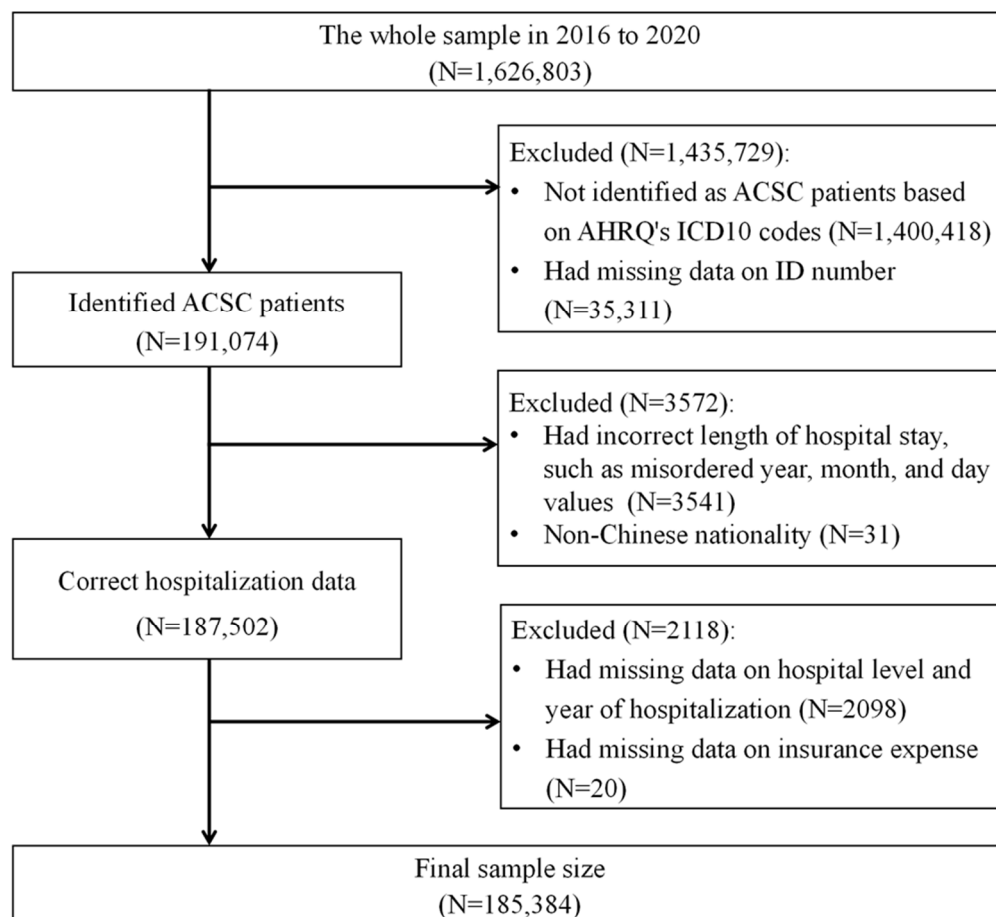 The whole sample in 2016 to 2020
(N=1,626,803)
Excluded (N=1,435,729):
• Not identified as ACSC patients based
on AHRQ's ICD10 codes (N=1,400,418)
• Had missing data on ID number
(N=35,311)
Identified ACSC patients
(N=191,074)
Excluded (N=3572):
• Had incorrect length of hospital stay,
such as misordered year, month, and day
values (N=3541)
• Non-Chinese nationality (N=31)
Correct hospitalization data
(N=187,502)
Excluded (N=2118):
• Had missing data on hospital level and
year of hospitalization (N=2098)
• Had missing data on insurance expense
(N=20)
Final sample size
(N=185,384)